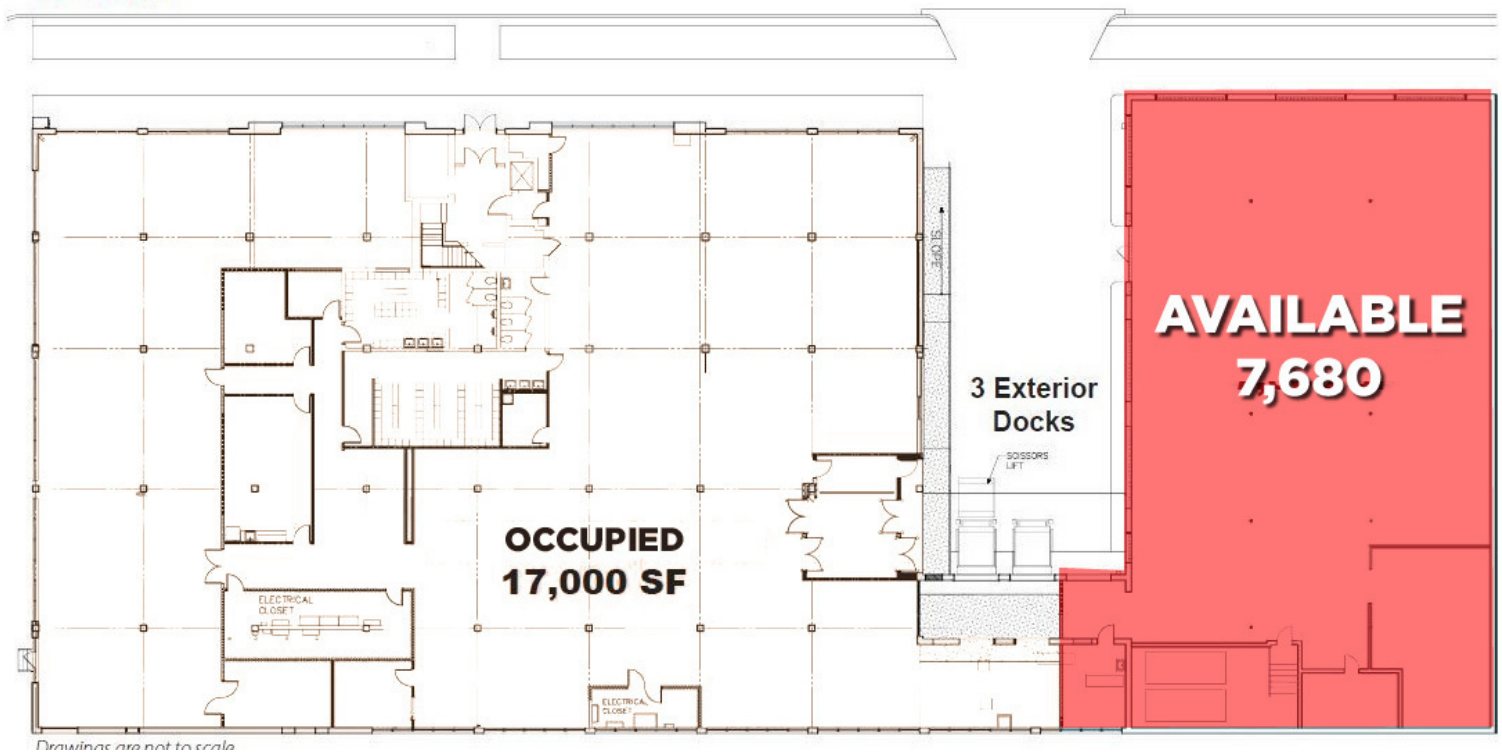 SLOPE
AVAILABLE
7,680
3 Exterior
Docks
SCISSORS
LIFT
OCCUPIED
17,000 SF
ELECTRICAL
CLOSET
ELECTRICAL
CLOSET
Drawings are not to scale